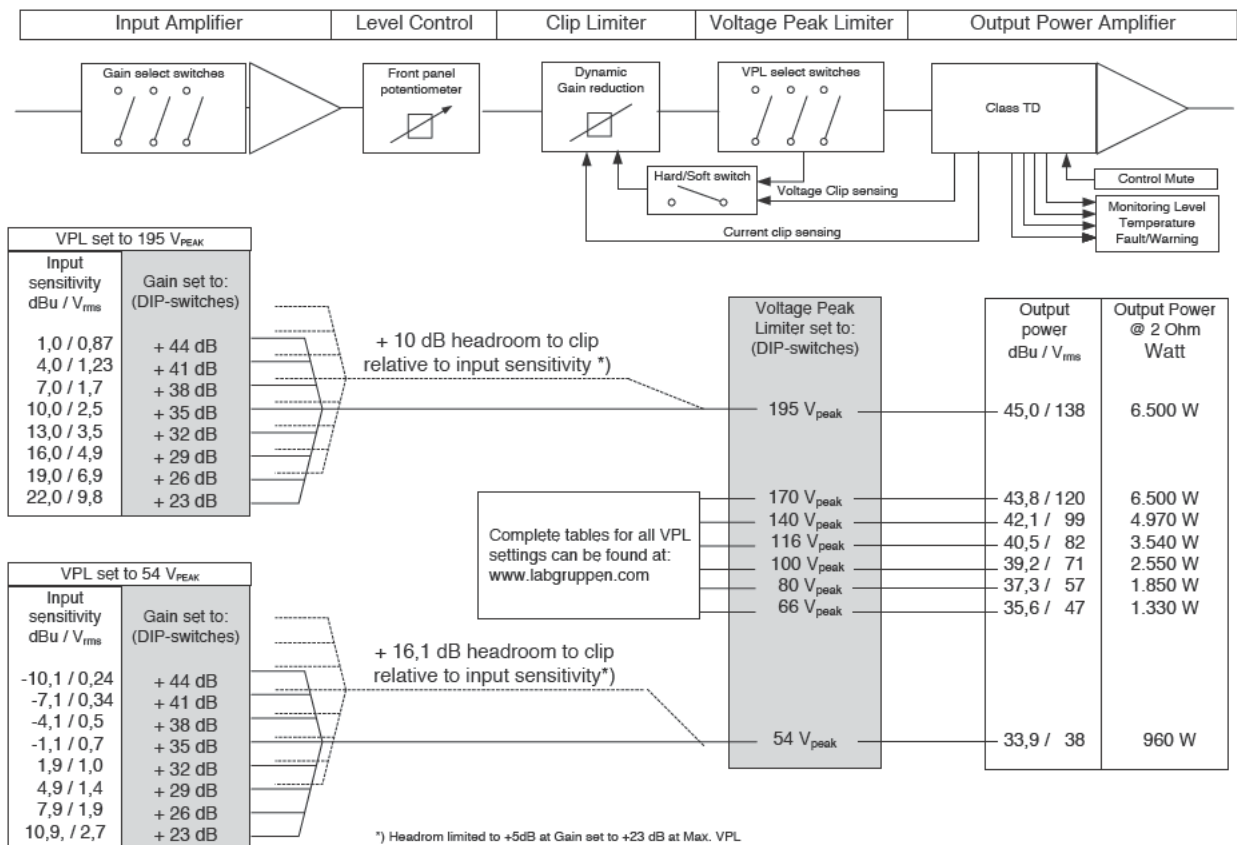 Input Amplifier
Level Control
Clip Limiter
Voltage Peak Limiter
Output Power Amplifier
Gain select switches
Front panel
potentiometer
Dynamic
Gain reduction
VPL select switches
Class TD
Hard/Soft switch
Voltage Clip sensing
Current clip sensing
Control Mute
Monitoring Level
Temperature
Fault/Warning
VPL set to 195 VPEAK
Input
sensitivity
dBu / Vrms
Gain set to:
(DIP-switches)
1,0 / 0,87 + 44 dB
4,0 / 1,23 + 41 dB
7,0 / 1,7 + 38 dB
10,0 / 2,5 + 35 dB
13,0 / 3,5 + 32 dB
16,0 / 4,9 + 29 dB
19,0 / 6,9 + 26 dB
22,0 / 9,8 + 23 dB
+ 10 dB headroom to clip
relative to input sensitivity *)
Voltage Peak
Limiter set to:
(DIP-switches)
Output
power
dBu / Vrms
Output Power
@ 2 Ohm
Watt
195 Vpeak 45,0 / 138 6.500 W
170 Vpeak 43,8 / 120 6.500 W
140 Vpeak 42,1 / 99 4.970 W
116 Vpeak 40,5 / 82 3.540 W
100 Vpeak 39,2 / 71 2.550 W
80 Vpeak 37,3 / 57 1.850 W
66 Vpeak 35,6 / 47 1.330 W
54 Vpeak 33,9 / 38 960 W
Complete tables for all VPL
settings can be found at:
www.labgruppen.com
VPL set to 54 VPEAK
Input
sensitivity
dBu / Vrms
Gain set to:
(DIP-switches)
-10,1 / 0,24 + 44 dB
-7,1 / 0,34 + 41 dB
-4,1 / 0,5 + 38 dB
-1,1 / 0,7 + 35 dB
1,9 / 1,0 + 32 dB
4,9 / 1,4 + 29 dB
7,9 / 1,9 + 26 dB
10,9, / 2,7 + 23 dB
+ 16,1 dB headroom to clip
relative to input sensitivity*)
*) Headrom limited to +5dB at Gain set to +23 dB at Max. VPL